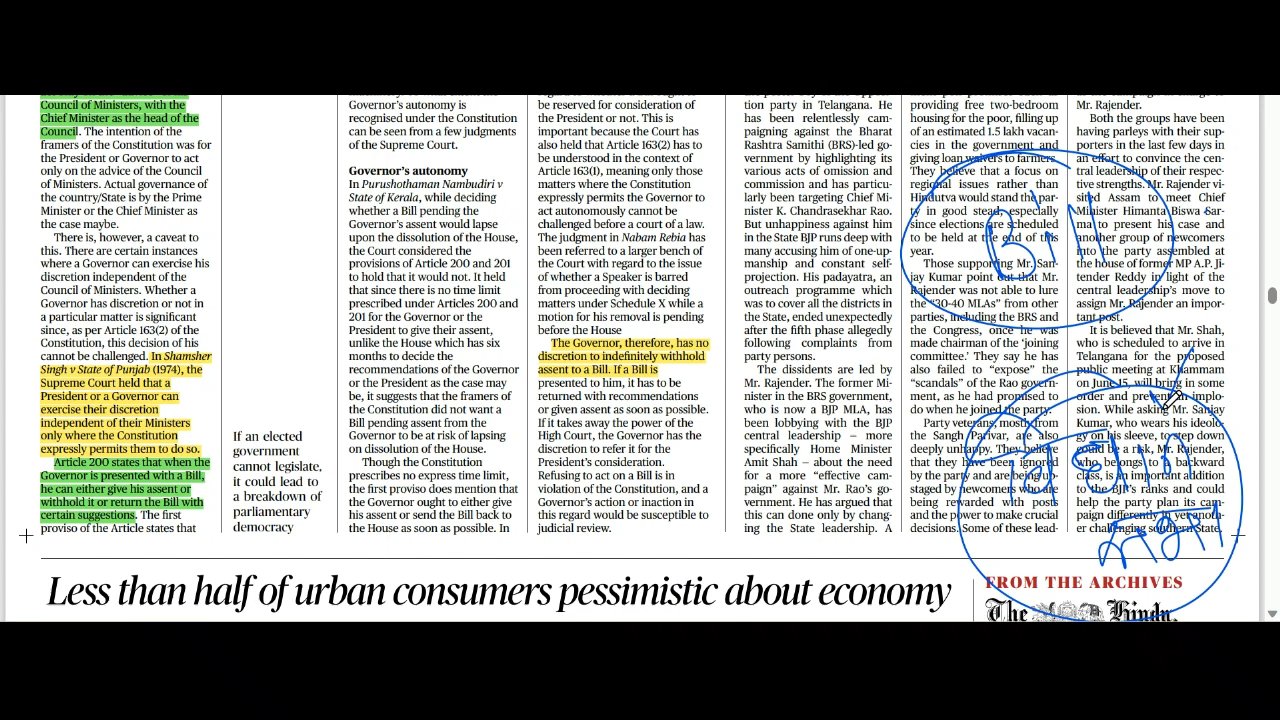 Council of Ministers, with the
Chief Minister as the head of the
Council. The intention of the
framers of the Constitution was for
the President or Governor to act
only on the advice of the Council
of Ministers. Actual governance of
the country/State is by the Prime
Minister or the Chief Minister as
the case maybe.
There is, however, a caveat to
this. There are certain instances
where a Governor can exercise his
discretion independent of the
Council of Ministers. Whether a
Governor has discretion or not in
a particular matter is significant
since, as per Article 163(2) of the
Constitution, this decision of his
cannot be challenged. In Shamsher
Singh v State of Punjab (1974), the
Supreme Court held that a
President or a Governor can
exercise their discretion
independent of their Ministers
only where the Constitution
expressly permits them to do so.
Article 200 states that when the
Governor is presented with a Bill,
he can either give his assent or
withhold it or return the Bill with
certain suggestions. The first
proviso of the Article states that
If an elected
government
cannot legislate,
it could lead to
a breakdown of
parliamentary
democracy
Governor's autonomy is
recognised under the Constitution
can be seen from a few judgments
of the Supreme Court.
Governor's autonomy
In Purushothaman Nambudiri v
State of Kerala, while deciding
whether a Bill pending the
Governor's assent would lapse
upon the dissolution of the House,
the Court considered the
provisions of Article 200 and 201
to hold that it would not. It held
that since there is no time limit
prescribed under Articles 200 and
201 for the Governor or the
President to give their assent,
unlike the House which has six
months to decide the
recommendations of the Governor
or the President as the case may
be, it suggests that the framers of
the Constitution did not want a
Bill pending assent from the
Governor to be at risk of lapsing
on dissolution of the House.
Though the Constitution
prescribes no express time limit,
the first proviso does mention that
the Governor ought to either give
his assent or send the Bill back to
the House as soon as possible. In
be reserved for consideration of
the President or not. This is
important because the Court has
also held that Article 163(2) has to
be understood in the context of
Article 163(1), meaning only those
matters where the Constitution
expressly permits the Governor to
act autonomously cannot be
challenged before a court of law.
The judgment in Nabam Rebia has
been referred to a larger bench of
the Court with regard to the issue
of whether a Speaker is barred
from proceeding with deciding
matters under Schedule X while a
motion for his removal is pending
before the House
The Governor, therefore, has no
discretion to indefinitely withhold
assent to a Bill. If a Bill is
presented to him, it has to be
returned with recommendations
or given assent as soon as possible.
If it takes away the power of the
High Court, the Governor has the
discretion to refer it for the
President's consideration.
Refusing to act on a Bill is in
violation of the Constitution, and a
Governor's action or inaction in
this regard would be susceptible to
judicial review.
tion party in Telangana. He
has been relentlessly cam-
paigning against the Bharat
Rashtra Samithi (BRS)-led go-
vernment by highlighting its
various acts of omission and
commission and has particu-
larly been targeting Chief Mi-
nister K. Chandrasekhar Rao.
But unhappiness against him
in the State BJP runs deep with
many accusing him of one-up-
manship and constant self-
projection. His padayatra, an
outreach programme which
was to cover all the districts in
the State, ended unexpectedly
after the fifth phase allegedly
following complaints from
party persons.
The dissidents are led by
Mr. Rajender. The former Mi-
nister in the BRS government,
who is now a BJP MLA, has
been lobbying with the BJP
central leadership – more
specifically Home Minister
Amit Shah – about the need
for a more “effective cam-
paign” against Mr. Rao's go-
vernment. He has argued that
this can done only by chang-
ing the State leadership. A
providing free two-bedroom
housing for the poor, filling up
of an estimated 1.5 lakh vacan-
cies in the government and
giving loan waivers to farmers.
They believe that a focus on
regional issues rather than
Hindutva would stand the par-
ty in good stead, especially
since elections are scheduled
to be held at the end of this
year.
Those supporting Mr. San-
jay Kumar point out that Mr.
Rajender was not able to lure
the “30-40 MLAs” from other
parties, including the BRS and
the Congress, once he was
made chairman of the ‘joining
committee.’ They say he has
also failed to “expose” the
“scandals” of the Rao govern-
ment, as he had promised to
do when he joined the party.
Party veterans, mostly from
the Sangh Parivar, are also
deeply unhappy. They believe
that they have been ignored
by the party and are being up-
staged by newcomers who are
being rewarded with posts
and the power to make crucial
decisions. Some of these lead-
Mr. Rajender.
Both the groups have been
having parleys with their sup-
porters in the last few days in
an effort to convince the cen-
tral leadership of their respec-
tive strengths. Mr. Rajender vi-
sited Assam to meet Chief
Minister Himanta Biswa Sar-
ma to present his case and
another group of newcomers
into the party assembled at
the house of former MP A.P. Ji-
tender Reddy in light of the
central leadership's move to
assign Mr. Rajender an impor-
tant post.
It is believed that Mr. Shah,
who is scheduled to arrive in
Telangana for the proposed
public meeting at Khammam
on June 15, will bring in some
order and prevent an implo-
sion. While asking Mr. Sanjay
Kumar, who wears his ideolo-
gy on his sleeve, to step down
could be a risk, Mr. Rajender,
who belongs to a backward
class, is an important addition
to the BJP's ranks and could
help the party plan its cam-
paign differently in yet anoth-
er challenging southern State.
Less than half of urban consumers pessimistic about economy
FROM THE ARCHIVES
The Hindu.